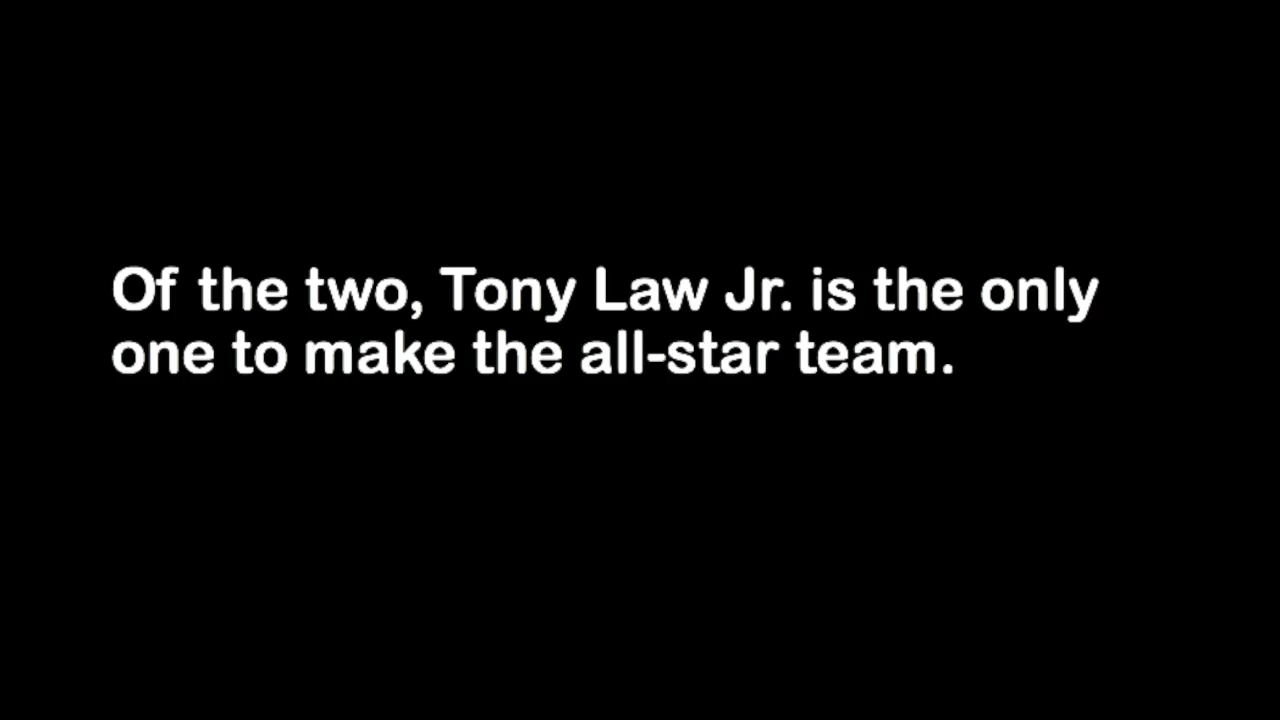 Of the two, Tony Law Jr. is the only
one to make the all-star team.